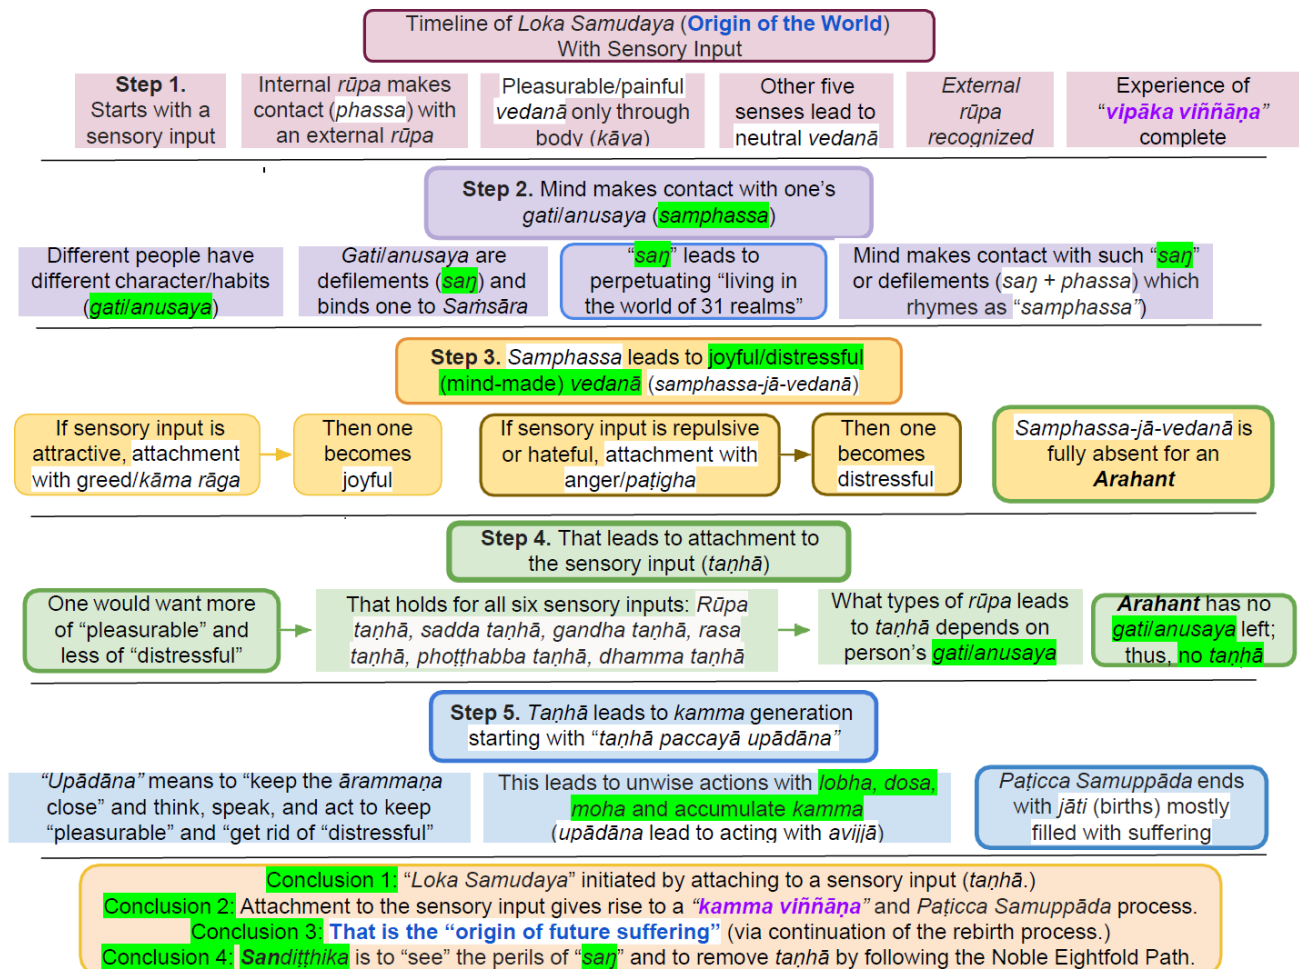 Timeline of Loka Samudaya (Origin of the World)
With Sensory Input
Step 1.
Starts with a
sensory input
Internal rūpa makes
contact (phassa) with
an external rūpa
Pleasurable/painful
vedanā only through
body (kāya)
Other five
senses lead to
neutral vedanā
External
rūpa
recognized
Experience of
“vipāka viññāṇa”
complete
Step 2. Mind makes contact with one’s
gati/anusaya (samphassa)
Different people have
different character/habits
(gati/anusaya)
Gati/anusaya are
defilements (saŋ) and
binds one to Saṁsāra
“saŋ” leads to
perpetuating “living in
the world of 31 realms”
Mind makes contact with such “saŋ”
or defilements (saŋ + phassa) which
rhymes as “samphassa”)
Step 3. Samphassa leads to joyful/distressful
(mind-made) vedanā (samphassa-jā-vedanā)
If sensory input is
attractive, attachment
with greed/kāma rāga
Then one
becomes
joyful
If sensory input is repulsive
or hateful, attachment with
anger/paṭigha
Then one
becomes
distressful
Samphassa-jā-vedanā is
fully absent for an
Arahant
Step 4. That leads to attachment to
the sensory input (taṇhā)
One would want more
of “pleasurable” and
less of “distressful”
That holds for all six sensory inputs: Rūpa
taṇhā, sadda taṇhā, gandha taṇhā, rasa
taṇhā, phoṭṭhabba taṇhā, dhamma taṇhā
What types of rūpa leads
to taṇhā depends on
person’s gati/anusaya
Arahant has no
gati/anusaya left;
thus, no taṇhā
Step 5. Taṇhā leads to kamma generation
starting with “taṇhā paccayā upādāna”
“Upādāna” means to “keep the ārammaṇa
close” and think, speak, and act to keep
“pleasurable” and “get rid of “distressful”
This leads to unwise actions with lobha, dosa,
moha and accumulate kamma
(upādāna lead to acting with avijjā)
Paṭicca Samuppāda ends
with jāti (births) mostly
filled with suffering
Conclusion 1: “Loka Samudaya” initiated by attaching to a sensory input (taṇhā.)
Conclusion 2: Attachment to the sensory input gives rise to a “kamma viññāṇa” and Paṭicca Samuppāda process.
Conclusion 3: That is the “origin of future suffering” (via continuation of the rebirth process.)
Conclusion 4: Sandiṭṭhika is to “see” the perils of “saŋ” and to remove taṇhā by following the Noble Eightfold Path.